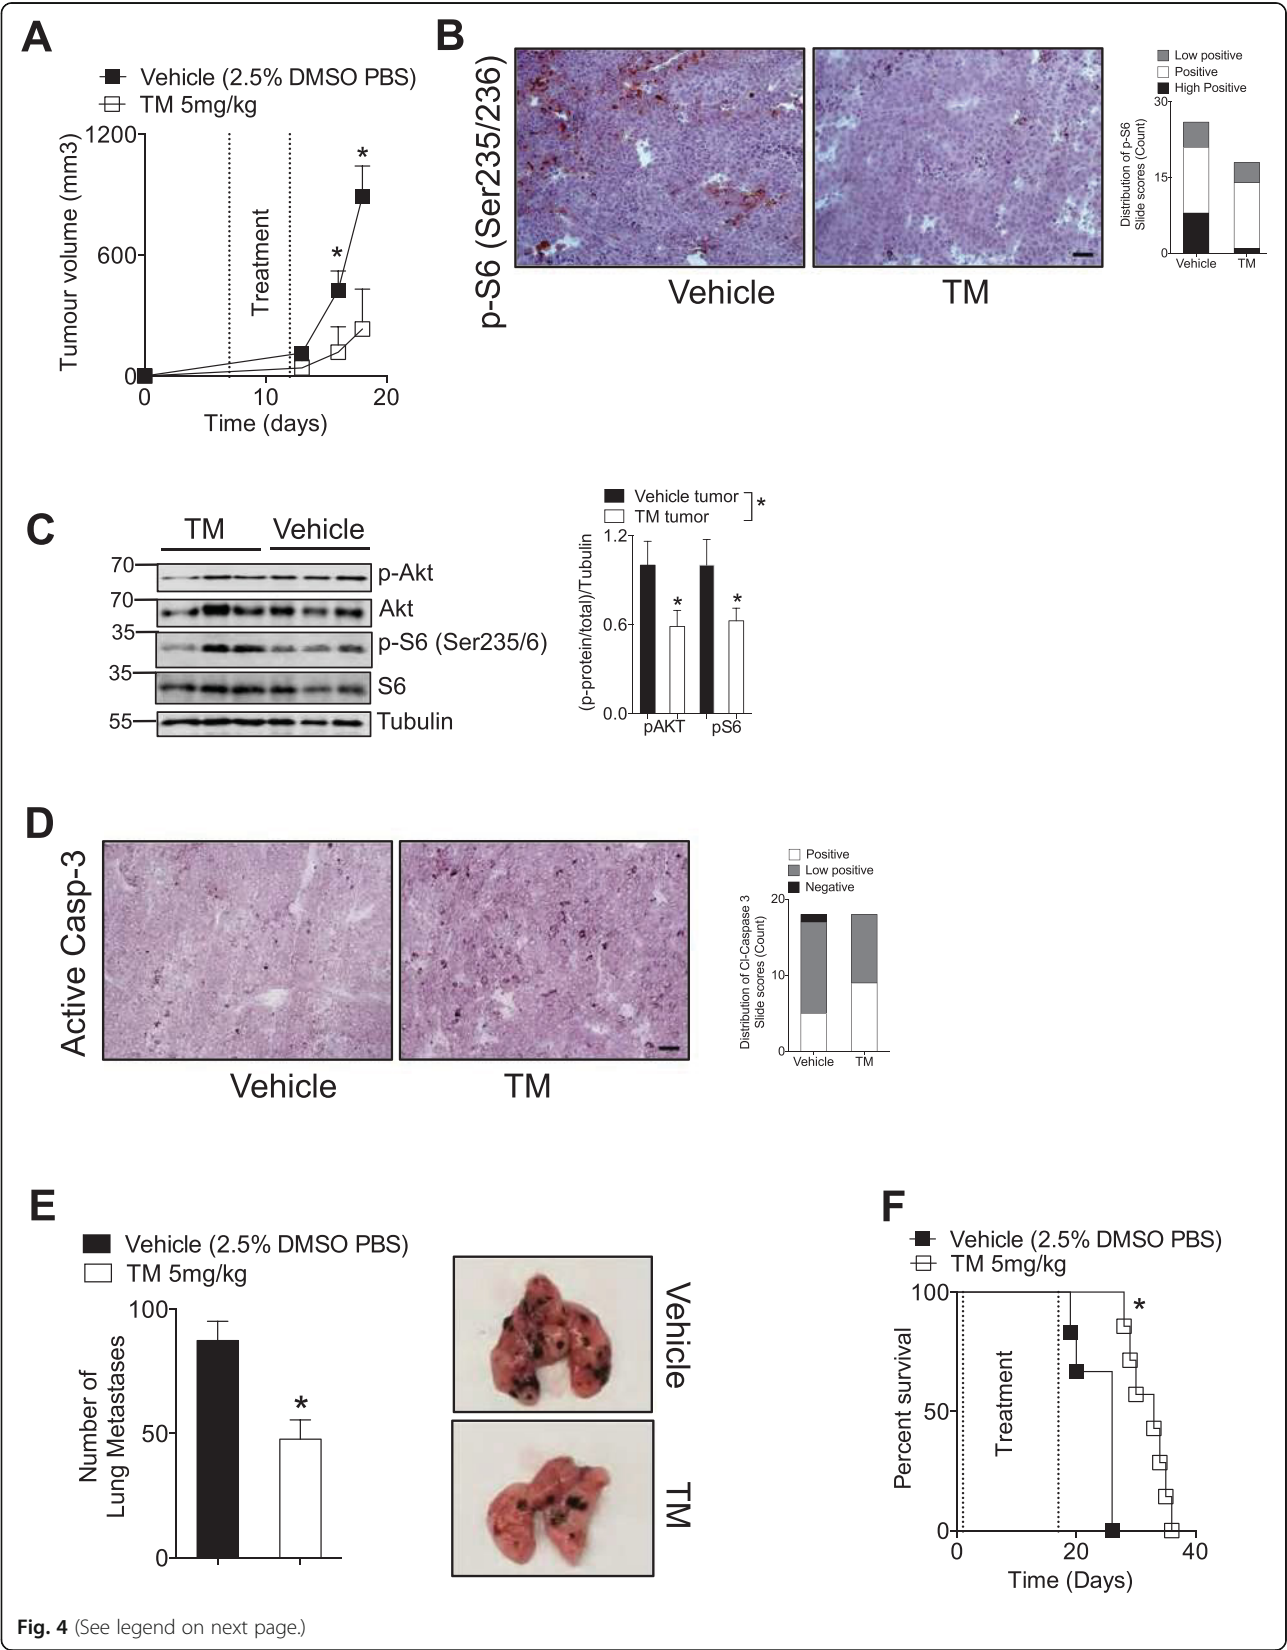 A
Vehicle (2.5% DMSO PBS)
TM 5mg/kg
Tumour volume (mm3)
1200
600
0
Treatment
*
*
0
10
20
Time (days)
B
p-S6 (Ser235/236)
Vehicle
TM
Low positive
Positive
High Positive
Distribution of p-S6
Slide scores (Count)
30
15
0
Vehicle
TM
C
TM
Vehicle
70
p-Akt
70
Akt
35
p-S6 (Ser235/6)
35
S6
55
Tubulin
Vehicle tumor
TM tumor
*
(p-protein/total)/Tubulin
1.2
0.6
0.0
*
*
pAKT
pS6
D
Active Casp-3
Vehicle
TM
Positive
Low positive
Negative
Distribution of Cl-Caspase 3
Slide scores (Count)
20
10
0
Vehicle
TM
E
Vehicle (2.5% DMSO PBS)
TM 5mg/kg
Number of
Lung Metastases
100
50
0
*
Vehicle
TM
F
Vehicle (2.5% DMSO PBS)
TM 5mg/kg
Percent survival
100
50
0
Treatment
*
0
20
40
Time (Days)
Fig. 4 (See legend on next page.)